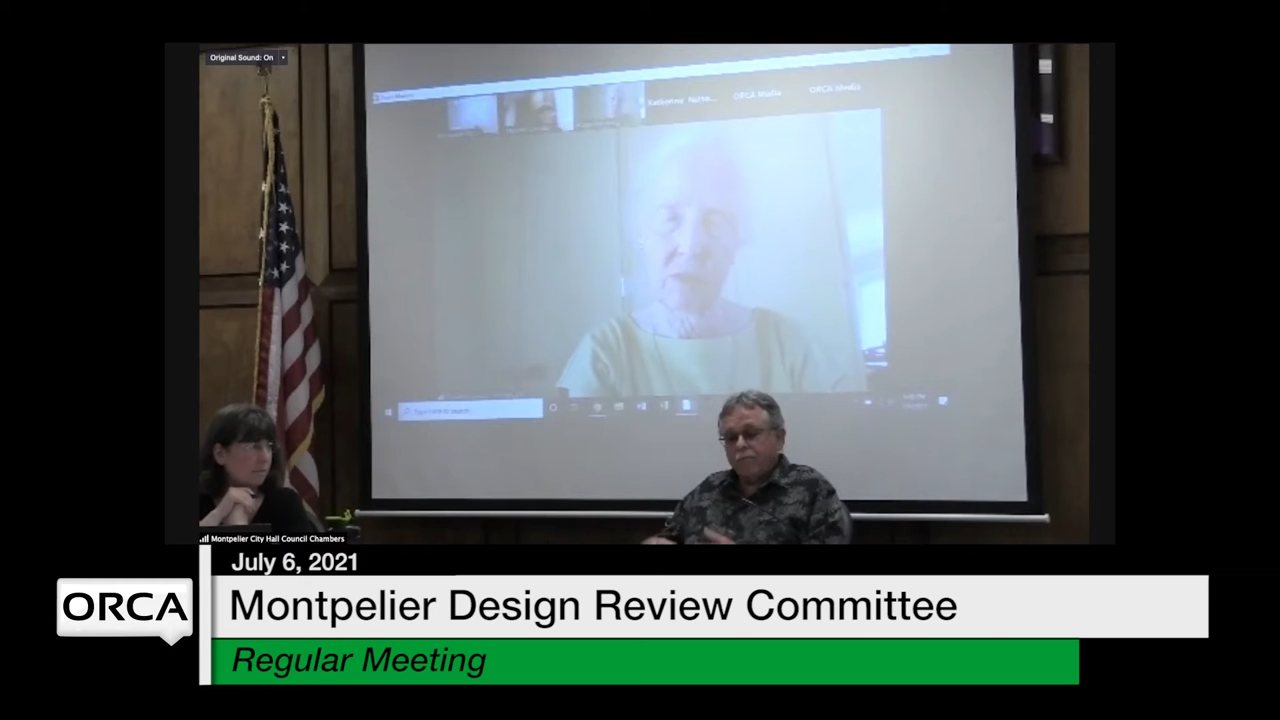 Original Sound: On
ORCA Media
ORCA Media
Montpelier City Hall Council Chambers
July 6, 2021
ORCA
Montpelier Design Review Committee
Regular Meeting